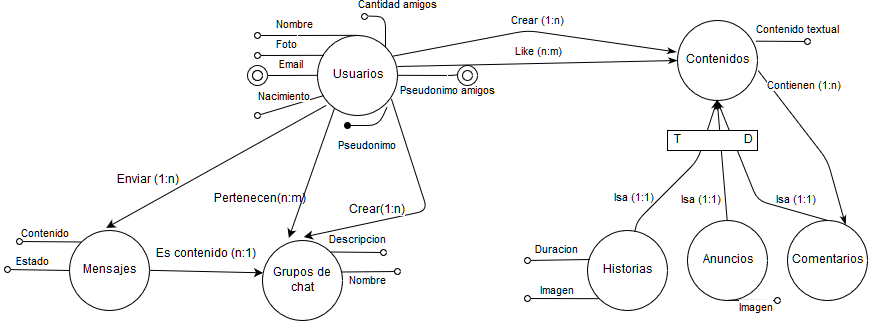 Cantidad amigos
Nombre
Crear (1:n)
Contenido textual
Foto
Like (n:m)
Email
Usuarios
Contenidos
Nacimiento
Pseudonimo amigos
Contienen (1:n)
Pseudonimo
T
D
Enviar (1:n)
Pertenecen(n:m)
Crear(1:n)
Isa (1:1)
Isa (1:1)
Isa (1:1)
Contenido
Descripcion
Es contenido (n:1)
Duracion
Estado
Mensajes
Grupos de
chat
Nombre
Historias
Anuncios
Comentarios
Imagen
Imagen